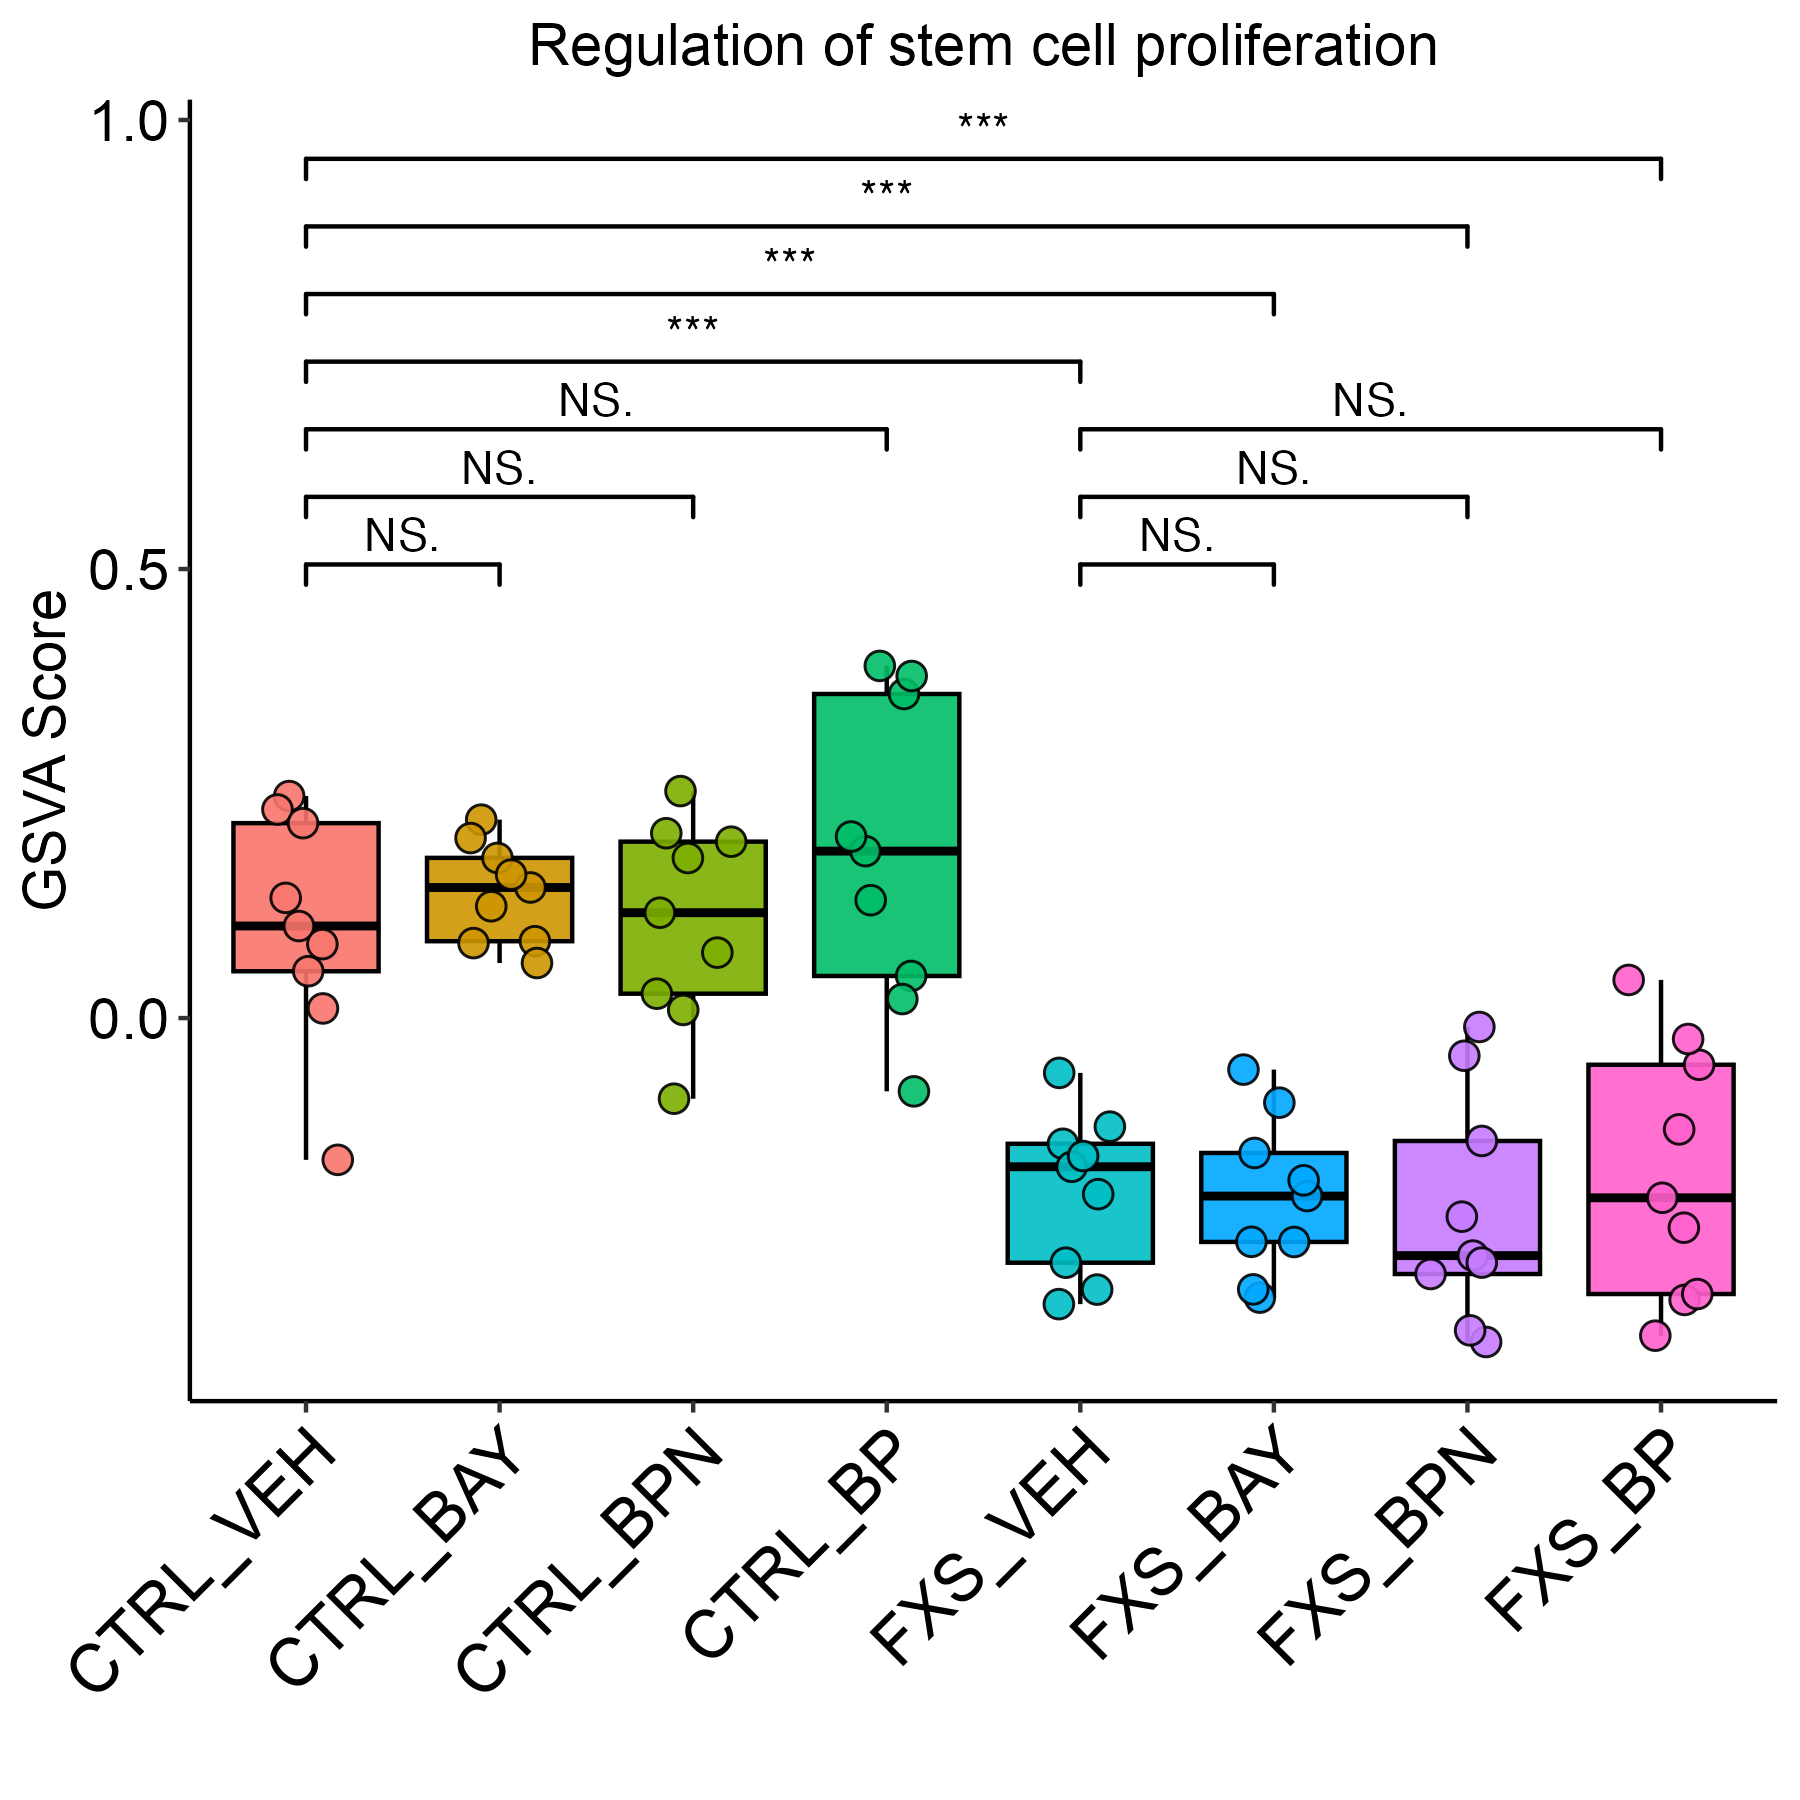 Regulation of stem cell proliferation
1.0
***
***
***
***
NS.
NS.
NS.
NS.
NS.
NS.
0.5
0.0
GSVA Score
CTRL_VEH
CTRL_BAY
CTRL_BPN
CTRL_BP
FXS_VEH
FXS_BAY
FXS_BPN
FXS_BP